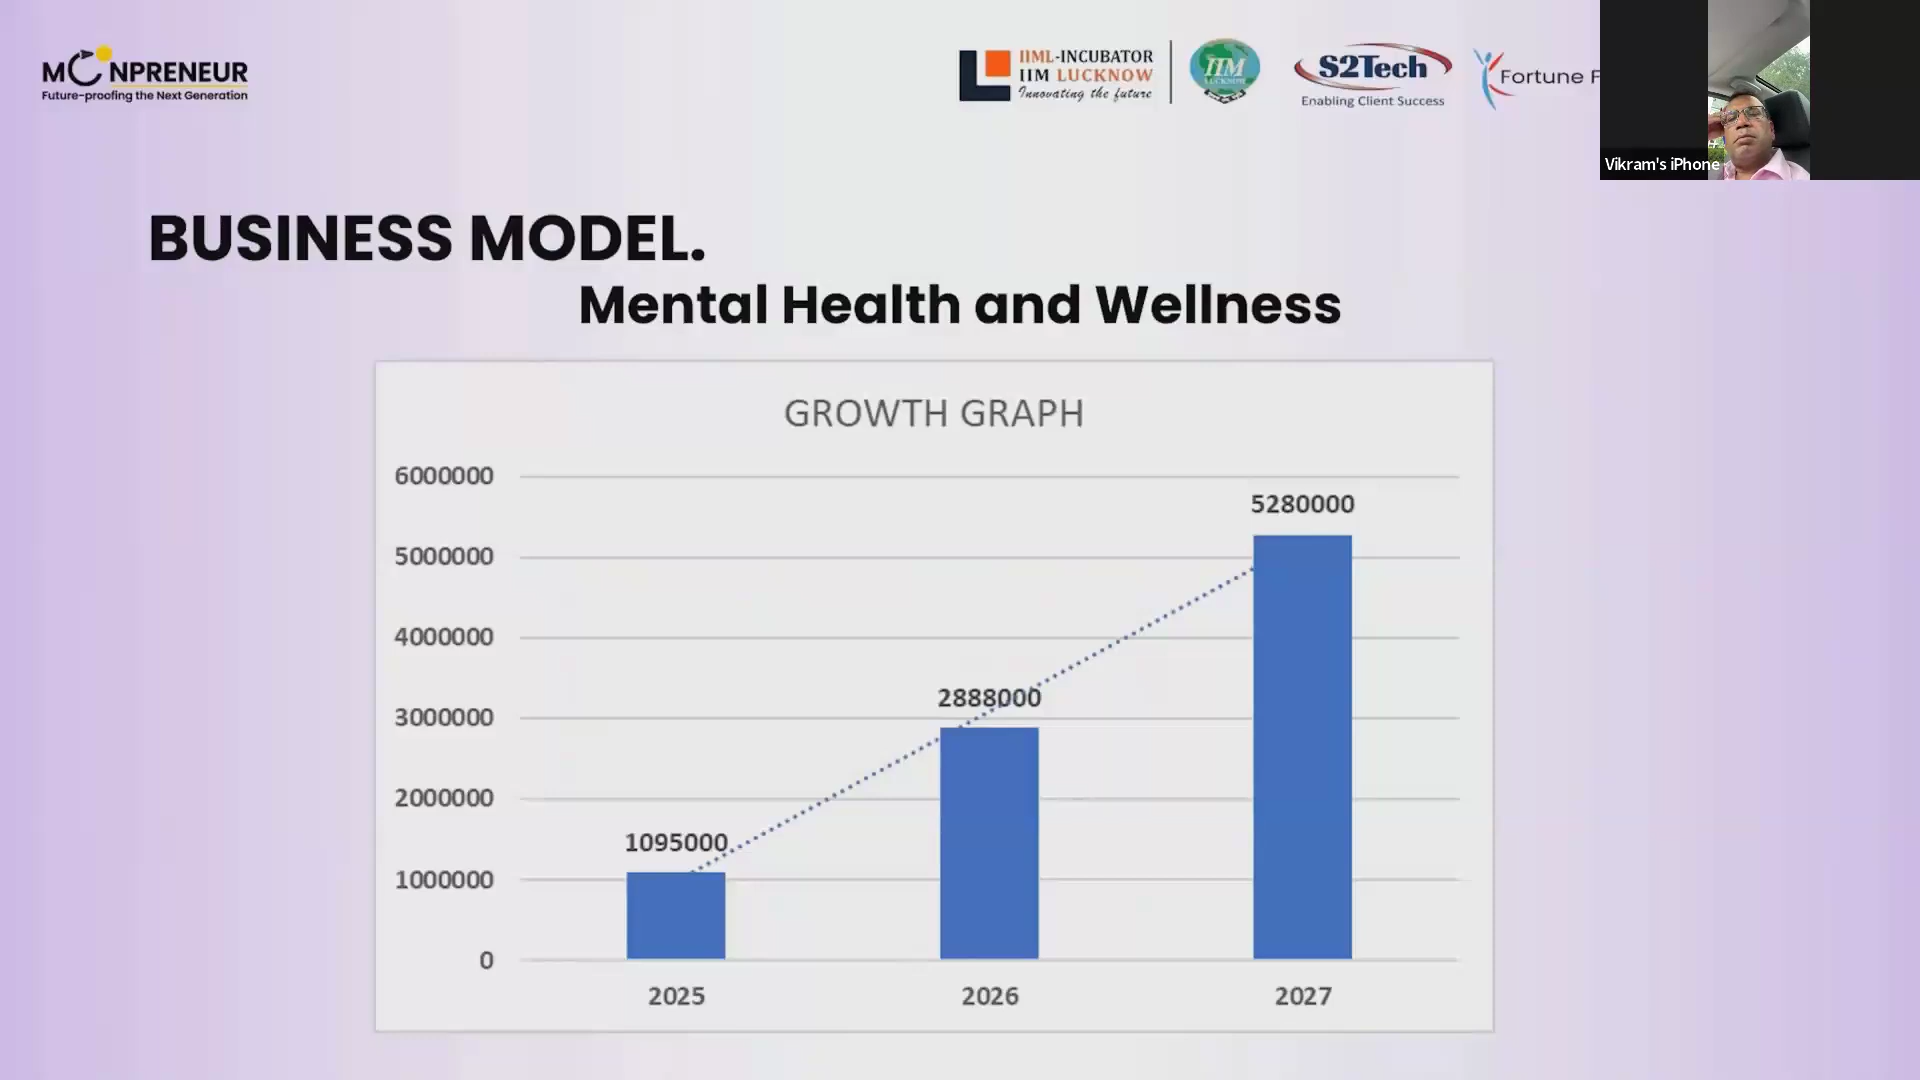 MOONPRENEUR
Future-proofing the Next Generation
IIML-INCUBATOR
IIM LUCKNOW
Innovating the future
IIM
LUCKNOW
S2Tech
Enabling Client Success
Fortune F
Vikram's iPhone
BUSINESS MODEL.
Mental Health and Wellness
GROWTH GRAPH
6000000
5000000
4000000
3000000
2000000
1000000
0
1095000
2888000
5280000
2025
2026
2027